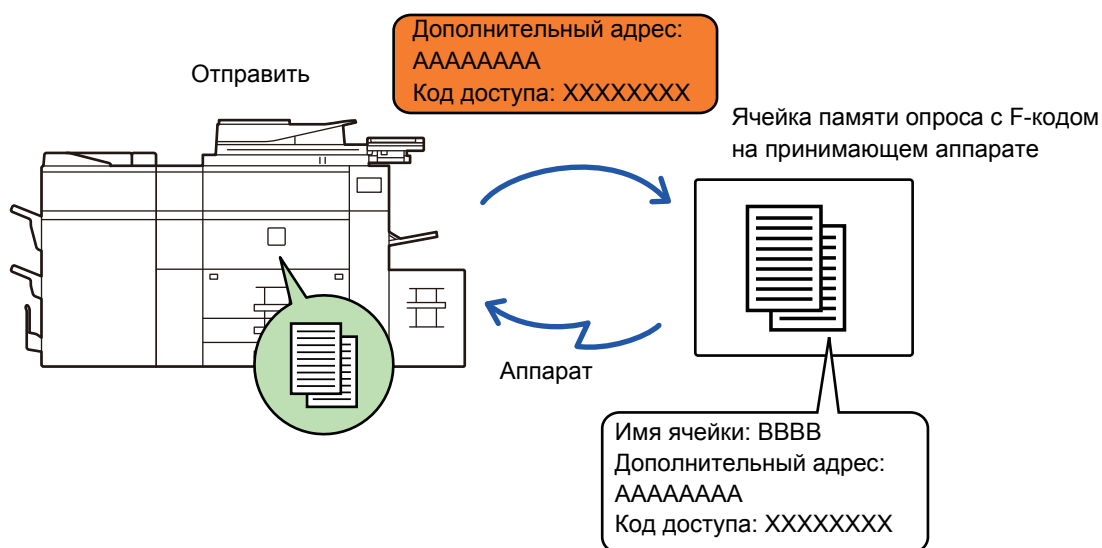 Дополнительный адрес:
AAAAAAAA
Код доступа: XXXXXXXX
Отправить
Ячейка памяти опроса с F-кодом
на принимающем аппарате
Аппарат
Имя ячейки: BBBB
Дополнительный адрес:
AAAAAAAA
Код доступа: XXXXXXXX